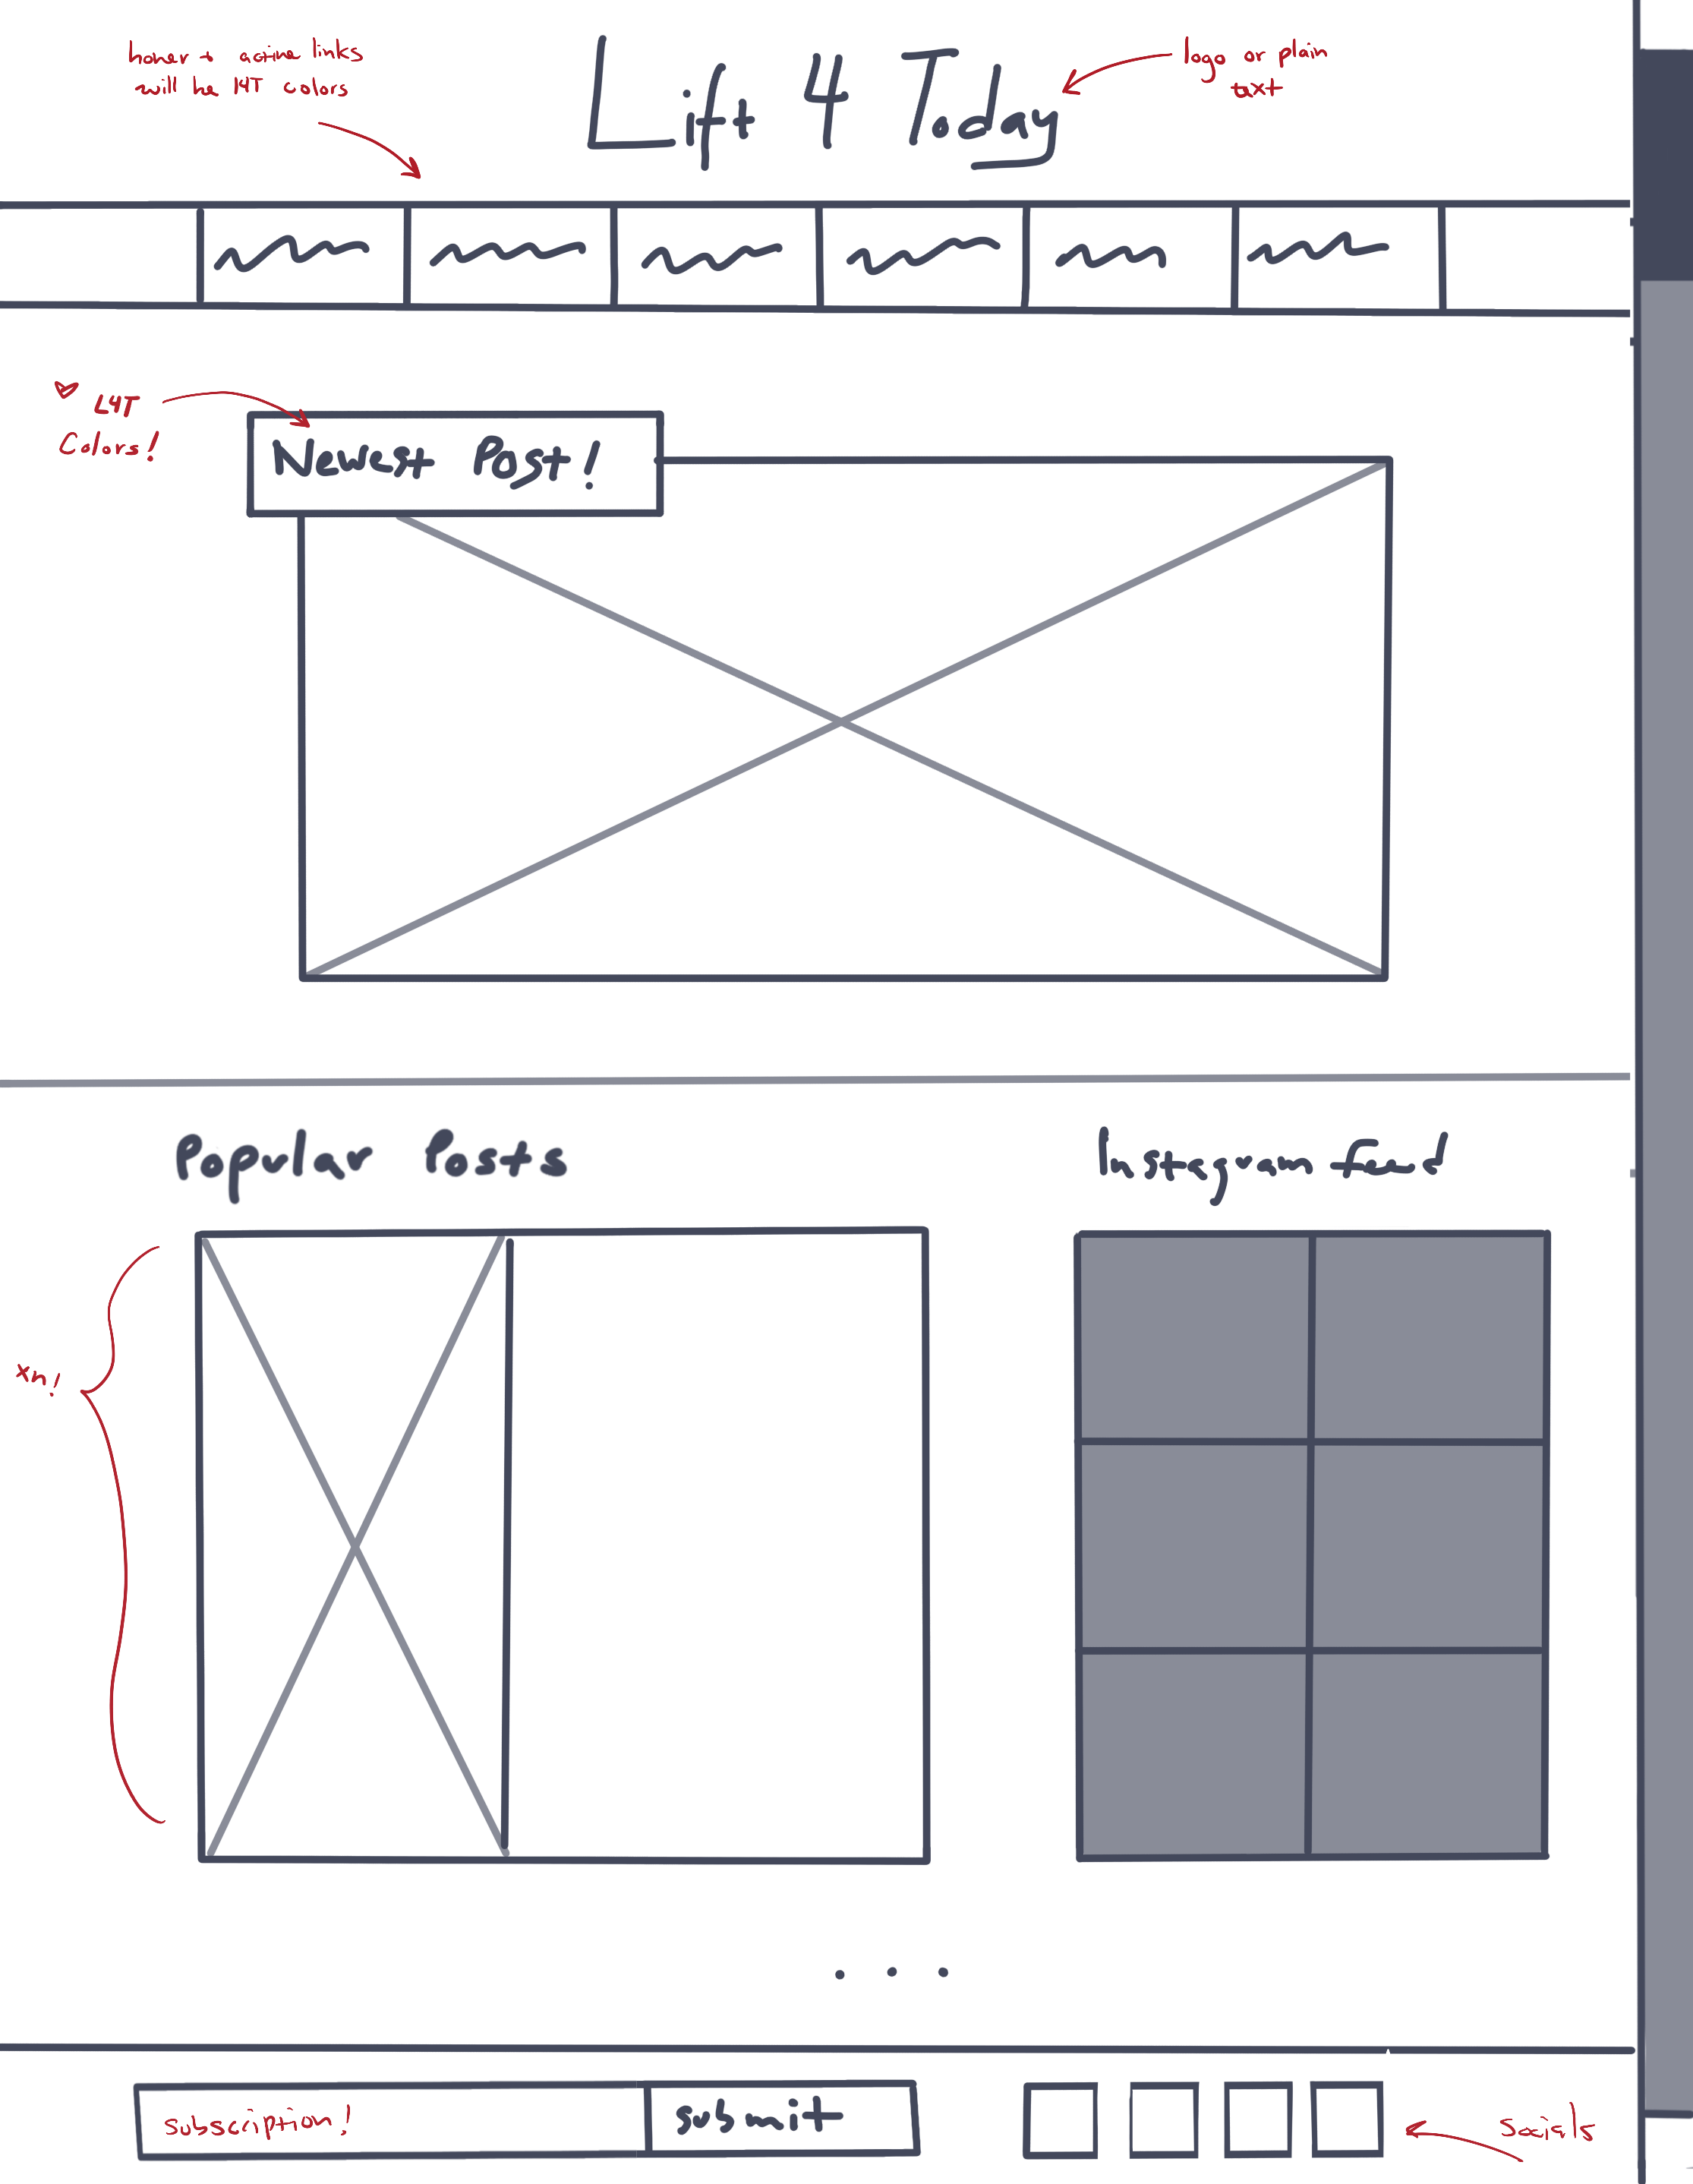 hover + active links
will be l4T colors
Lift 4 Today
logo or plain
txt
L4T
Colors!
Newest Post!
Popular Posts
Instagram feed
xn!
subscription!
submit
socials